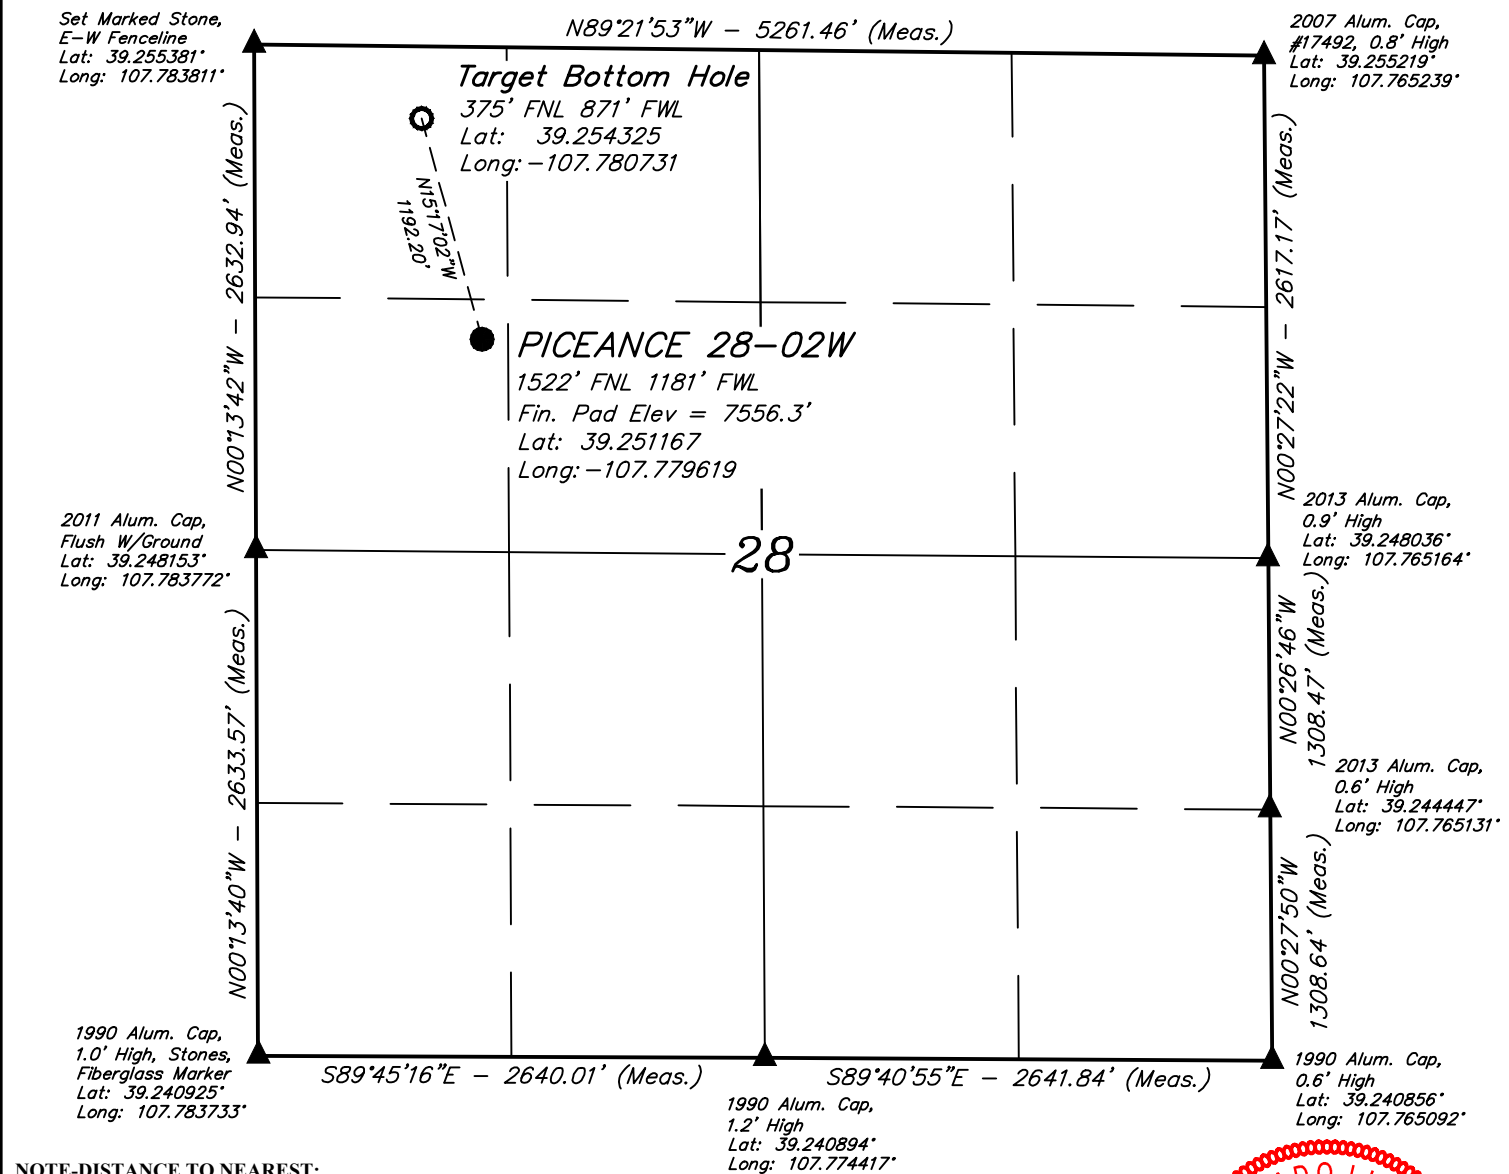 Set Marked Stone,
E-W Fenceline
Lat: 39.255381°
Long: 107.783811°
N89°21'53"W - 5261.46' (Meas.)
2007 Alum. Cap,
#17492, 0.8' High
Lat: 39.255219°
Long: 107.765239°
Target Bottom Hole
375' FNL 871' FWL
Lat: 39.254325
Long: -107.780731
N15°17'02"W
1192.20'
N00°13'42"W - 2632.94' (Meas.)
N00°27'22"W - 2617.17' (Meas.)
PICEANCE 28-02W
1522' FNL 1181' FWL
Fin. Pad Elev = 7556.3'
Lat: 39.251167
Long: -107.779619
2011 Alum. Cap,
Flush W/Ground
Lat: 39.248153°
Long: 107.783772°
28
2013 Alum. Cap,
0.9' High
Lat: 39.248036°
Long: 107.765164°
N00°13'40"W - 2633.57' (Meas.)
N00°26'46"W
1308.47' (Meas.)
2013 Alum. Cap,
0.6' High
Lat: 39.244447°
Long: 107.765131°
N00°27'50"W
1308.64' (Meas.)
1990 Alum. Cap,
1.0' High, Stones,
Fiberglass Marker
Lat: 39.240925°
Long: 107.783733°
S89°45'16"E - 2640.01' (Meas.)
S89°40'55"E - 2641.84' (Meas.)
1990 Alum. Cap,
1.2' High
Lat: 39.240894°
Long: 107.774417°
1990 Alum. Cap,
0.6' High
Lat: 39.240856°
Long: 107.765092°
NOTE-DISTANCE TO NEAREST: